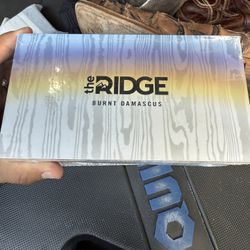 the RIDGE
BURNT DAMASCUS